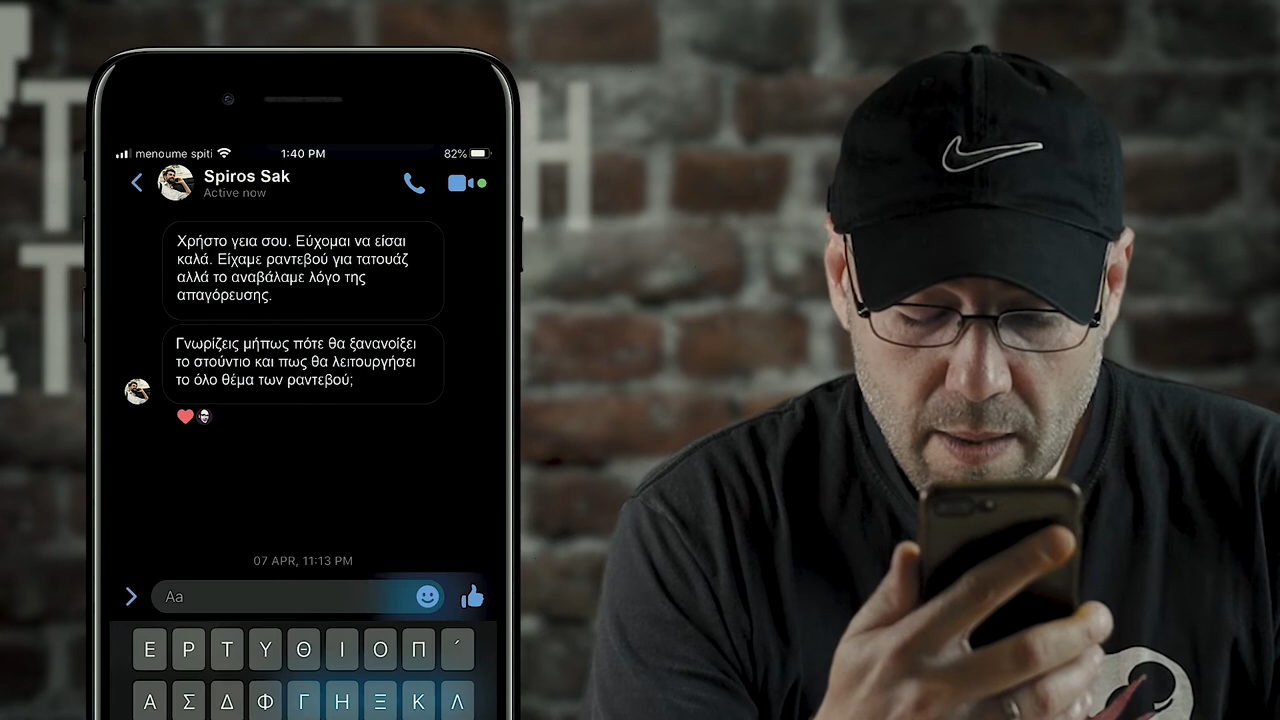 menoume spiti
1:40 PM
82%
Spiros Sak
Active now
Χρήστο γεια σου. Εύχομαι να είσαι
καλά. Είχαμε ραντεβού για τατουάζ
αλλά το αναβάλαμε λόγο της
απαγόρευσης.
Γνωρίζεις μήπως πότε θα ξανανοίξει
το στούντιο και πως θα λειτουργήσει
το όλο θέμα των ραντεβού;
07 APR, 11:13 PM
Aa
Ε Ρ Τ Υ Θ Ι Ο Π ΄
Α Σ Δ Φ Γ Η Ξ Κ Λ